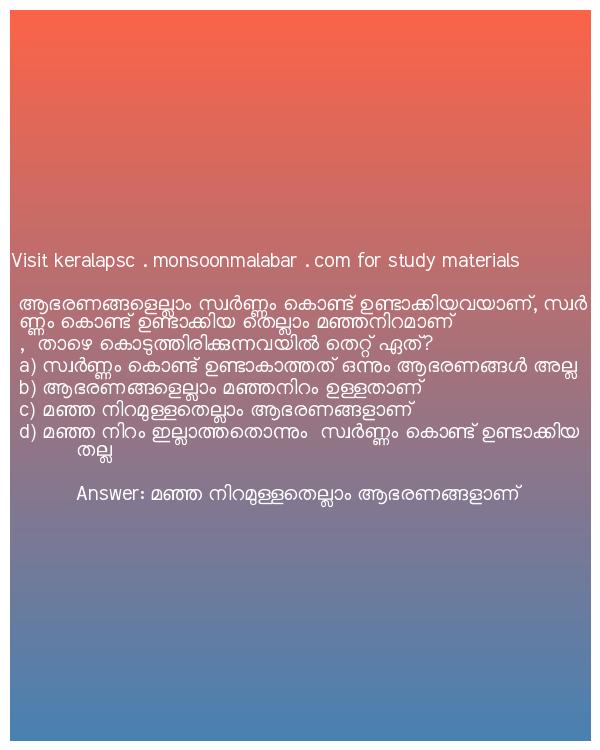 Visit keralapsc . monsoonmalabar . com for study materials
ആഭരണങ്ങളെല്ലാം സ്വർണ്ണം കൊണ്ട് ഉണ്ടാക്കിയവയാണ്, സ്വർ
ണ്ണം കൊണ്ട് ഉണ്ടാക്കിയ തെല്ലാം മഞ്ഞനിറമാണ്
, താഴെ കൊടുത്തിരിക്കുന്നവയിൽ തെറ്റ് ഏത്?
a) സ്വർണ്ണം കൊണ്ട് ഉണ്ടാകാത്തത് ഒന്നും ആഭരണങ്ങൾ അല്ല
b) ആഭരണങ്ങളെല്ലാം മഞ്ഞനിറം ഉള്ളതാണ്
c) മഞ്ഞ നിറമുള്ളതെല്ലാം ആഭരണങ്ങളാണ്
d) മഞ്ഞ നിറം ഇല്ലാത്തതൊന്നും സ്വർണ്ണം കൊണ്ട് ഉണ്ടാക്കിയ
തല്ല
Answer: മഞ്ഞ നിറമുള്ളതെല്ലാം ആഭരണങ്ങളാണ്